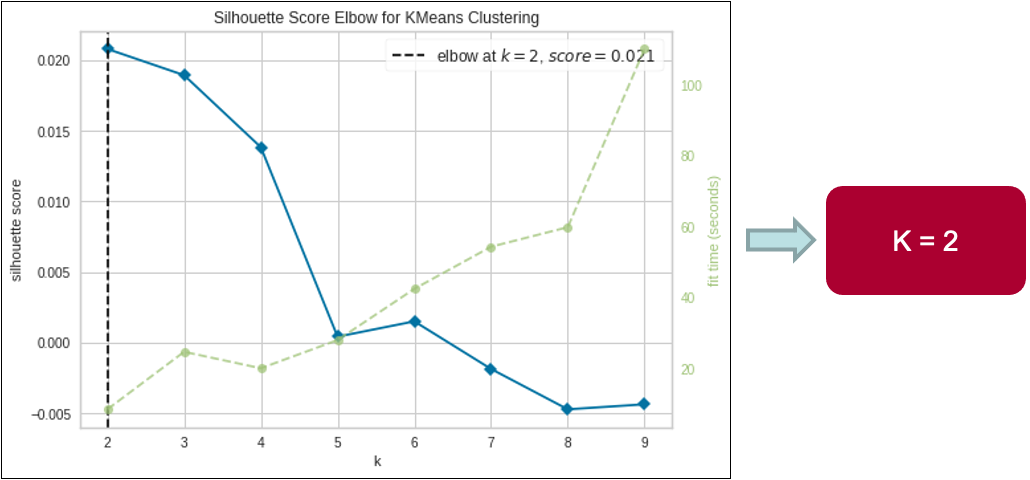 Silhouette Score Elbow for KMeans Clustering
elbow at k = 2, score = 0.021
0.020
0.015
0.010
0.005
0.000
−0.005
silhouette score
100
80
60
40
20
fit time (seconds)
2 3 4 5 6 7 8 9
k
K = 2